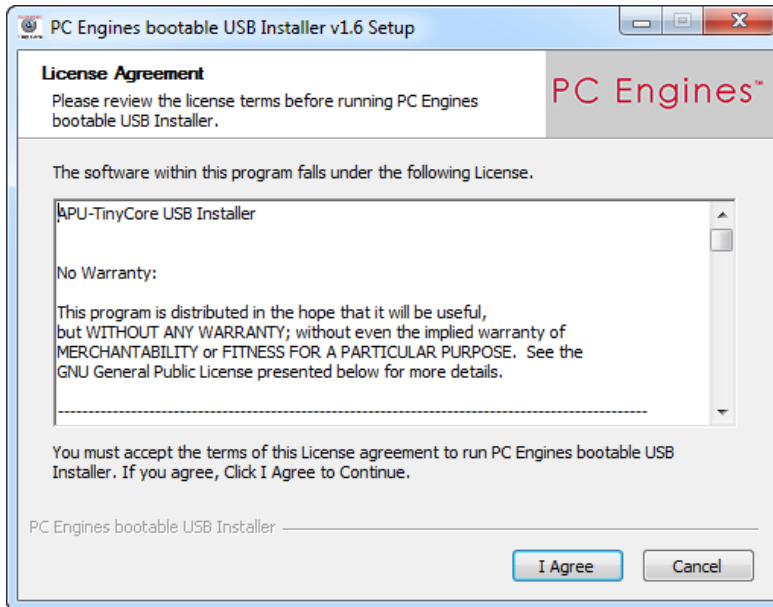 PC Engines bootable USB Installer v1.6 Setup
License Agreement
Please review the license terms before running PC Engines
bootable USB Installer.
PC Engines™
The software within this program falls under the following License.
APU-TinyCore USB Installer
No Warranty:
This program is distributed in the hope that it will be useful,
but WITHOUT ANY WARRANTY; without even the implied warranty of
MERCHANTABILITY or FITNESS FOR A PARTICULAR PURPOSE.  See the
GNU General Public License presented below for more details.
--------------------------------------------------------------------------------------------------
You must accept the terms of this License agreement to run PC Engines bootable USB
Installer. If you agree, Click I Agree to Continue.
PC Engines bootable USB Installer
I Agree
Cancel